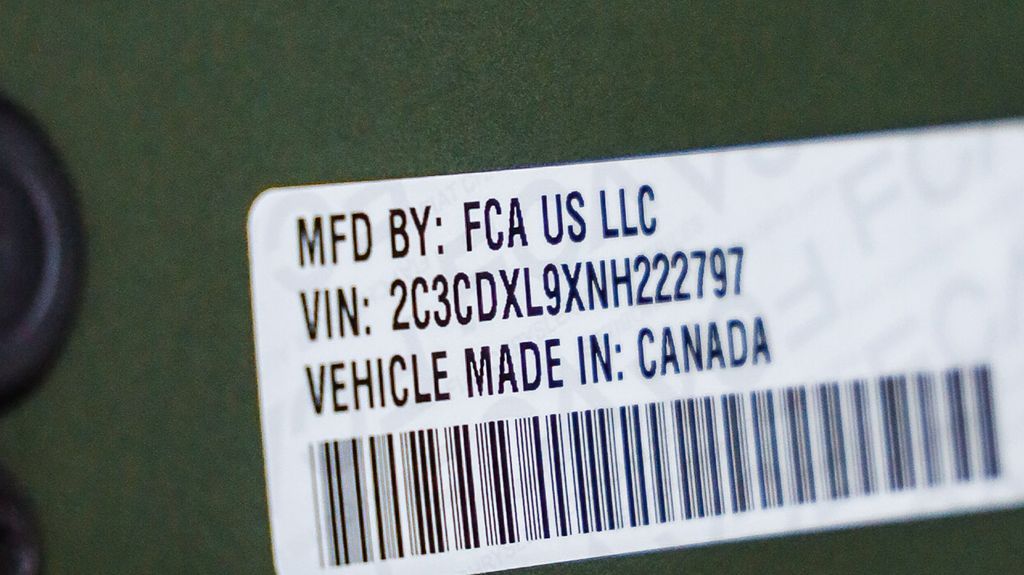 MFD BY: FCA US LLC
VIN: 2C3CDXL9XNH222797
VEHICLE MADE IN: CANADA